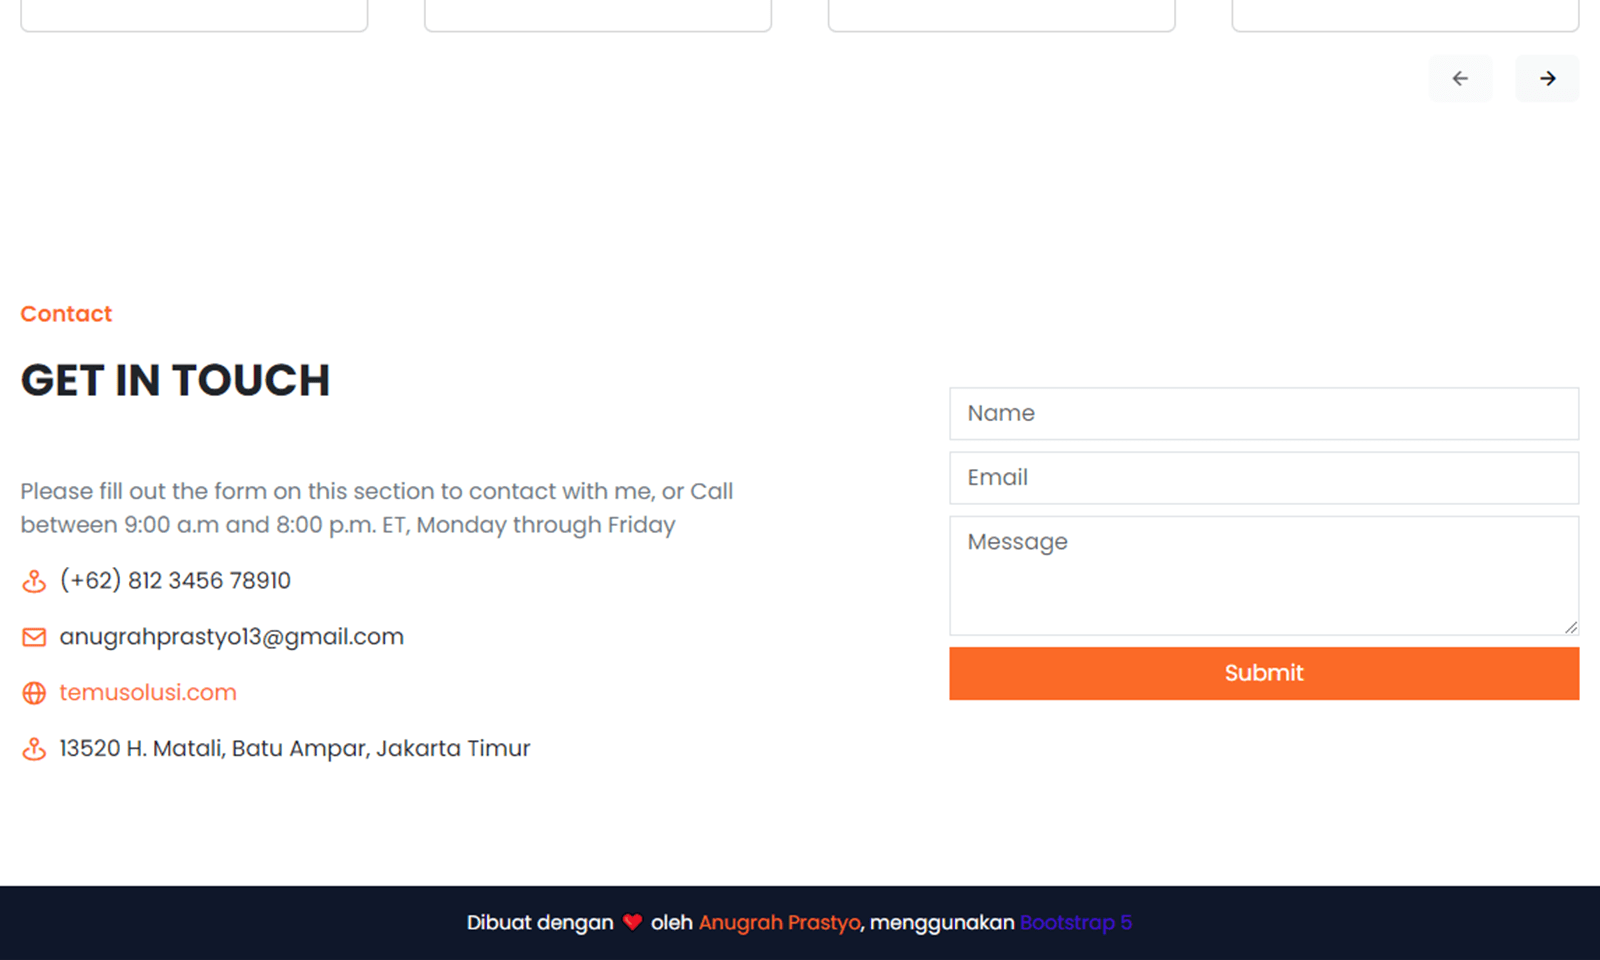 Contact
GET IN TOUCH
Please fill out the form on this section to contact with me, or Call
between 9:00 a.m and 8:00 p.m. ET, Monday through Friday
(+62) 812 3456 78910
anugrahprastyo13@gmail.com
temusolusi.com
13520 H. Matali, Batu Ampar, Jakarta Timur
Name
Email
Message
Submit
Dibuat dengan ❤ oleh Anugrah Prastyo, menggunakan Bootstrap 5